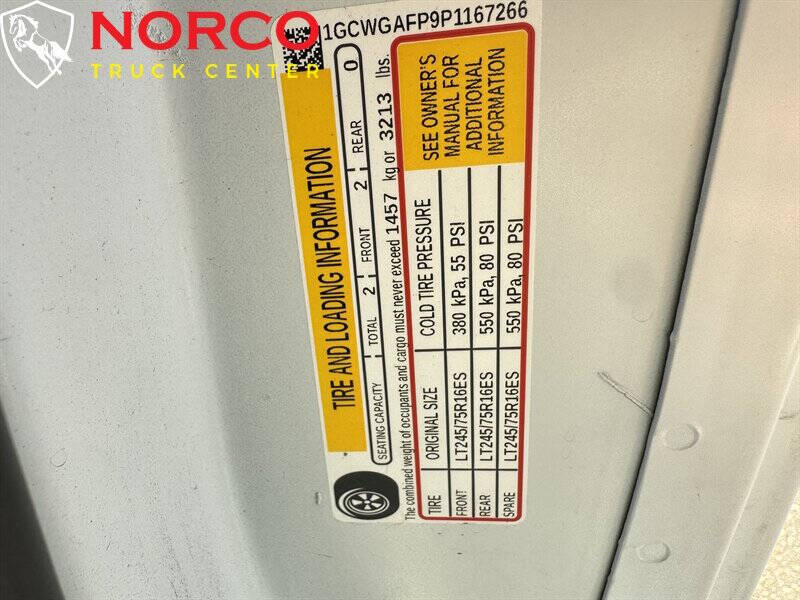 NORCO
TRUCK CENTER
1GCWGAFP9P1167266
TIRE AND LOADING INFORMATION
SEATING CAPACITY TOTAL 2 FRONT 2 REAR 0
The combined weight of occupants and cargo must never exceed 1457 kg or 3213 lbs.
TIRE ORIGINAL SIZE COLD TIRE PRESSURE
FRONT LT245/75R16ES 380 kPa, 55 PSI
REAR LT245/75R16ES 550 kPa, 80 PSI
SPARE LT245/75R16ES 550 kPa, 80 PSI
SEE OWNER'S
MANUAL FOR
ADDITIONAL
INFORMATION